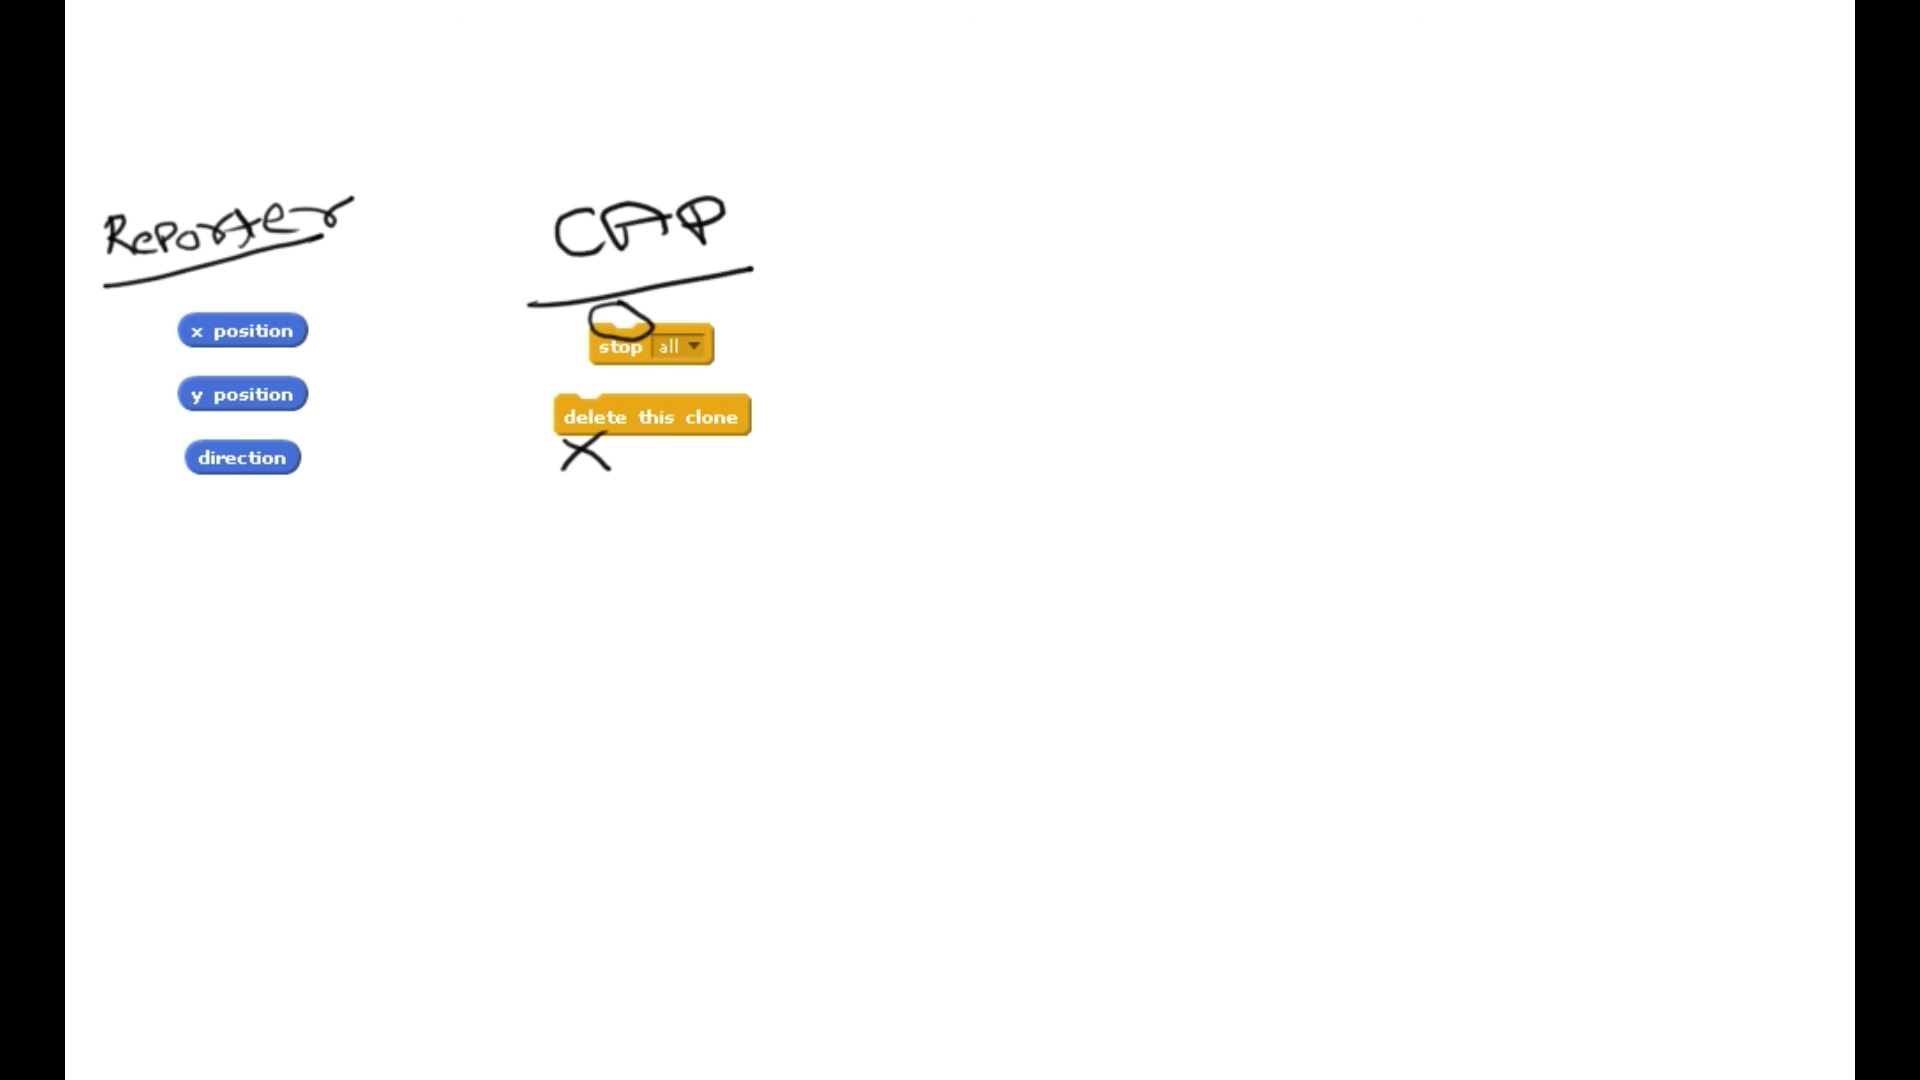 Reporter
x position
y position
direction
CAP
stop all
delete this clone
X